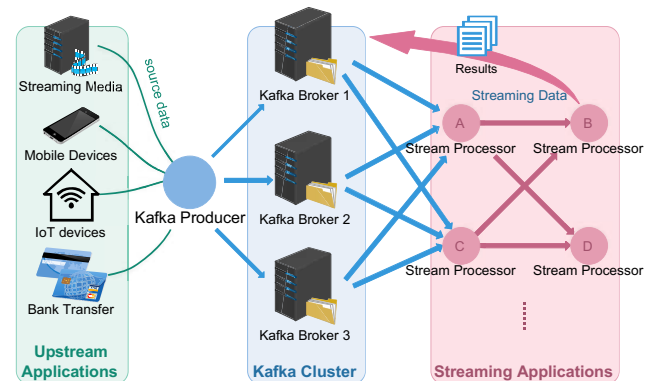 Streaming Media
source data
Mobile Devices
IoT devices
Bank Transfer
Upstream
Applications
Kafka Producer
Kafka Broker 1
Kafka Broker 2
Kafka Broker 3
Kafka Cluster
Results
Streaming Data
A
Stream Processor
B
Stream Processor
C
Stream Processor
D
Stream Processor
Streaming Applications